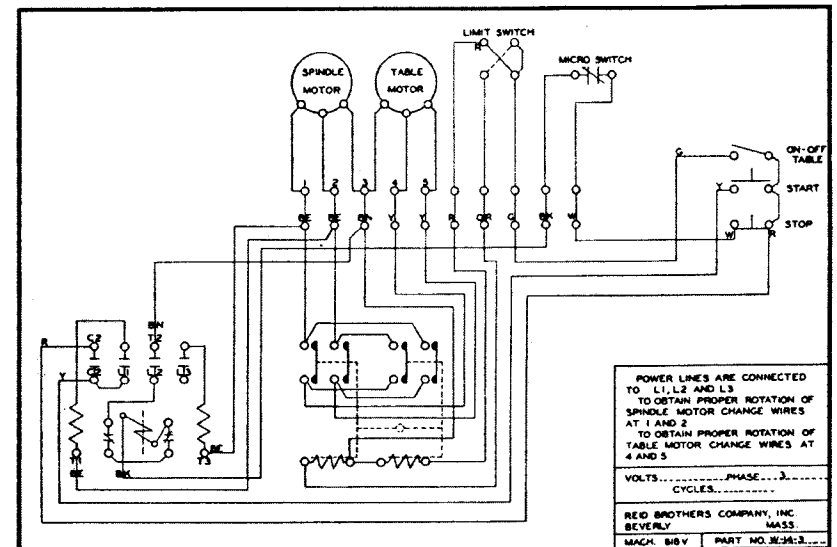 LIMIT SWITCH
R
MICRO SWITCH
SPINDLE
MOTOR
TABLE
MOTOR
G
ON-OFF
TABLE
Y
START
STOP
W
R
1
2
3
4
5
BE
BE
BN
Y
Y
R
G
BK
W
BN
R
C2
T2
Y
L1
L2
L3
T1
BE
BK
T3
BE
POWER LINES ARE CONNECTED
TO L1, L2 AND L3
TO OBTAIN PROPER ROTATION OF
SPINDLE MOTOR CHANGE WIRES
AT 1 AND 2
TO OBTAIN PROPER ROTATION OF
TABLE MOTOR CHANGE WIRES AT
4 AND 5
VOLTS........ PHASE...3....
CYCLES..........
REID BROTHERS COMPANY, INC.
BEVERLY MASS.
MACH. 818V PART NO. W-14-3